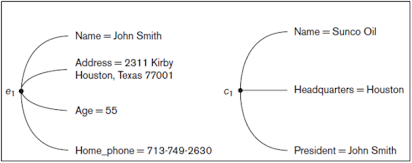 Name = John Smith
Address = 2311 Kirby
Houston, Texas 77001
e1
Age = 55
Home_phone = 713-749-2630
Name = Sunco Oil
c1
Headquarters = Houston
President = John Smith